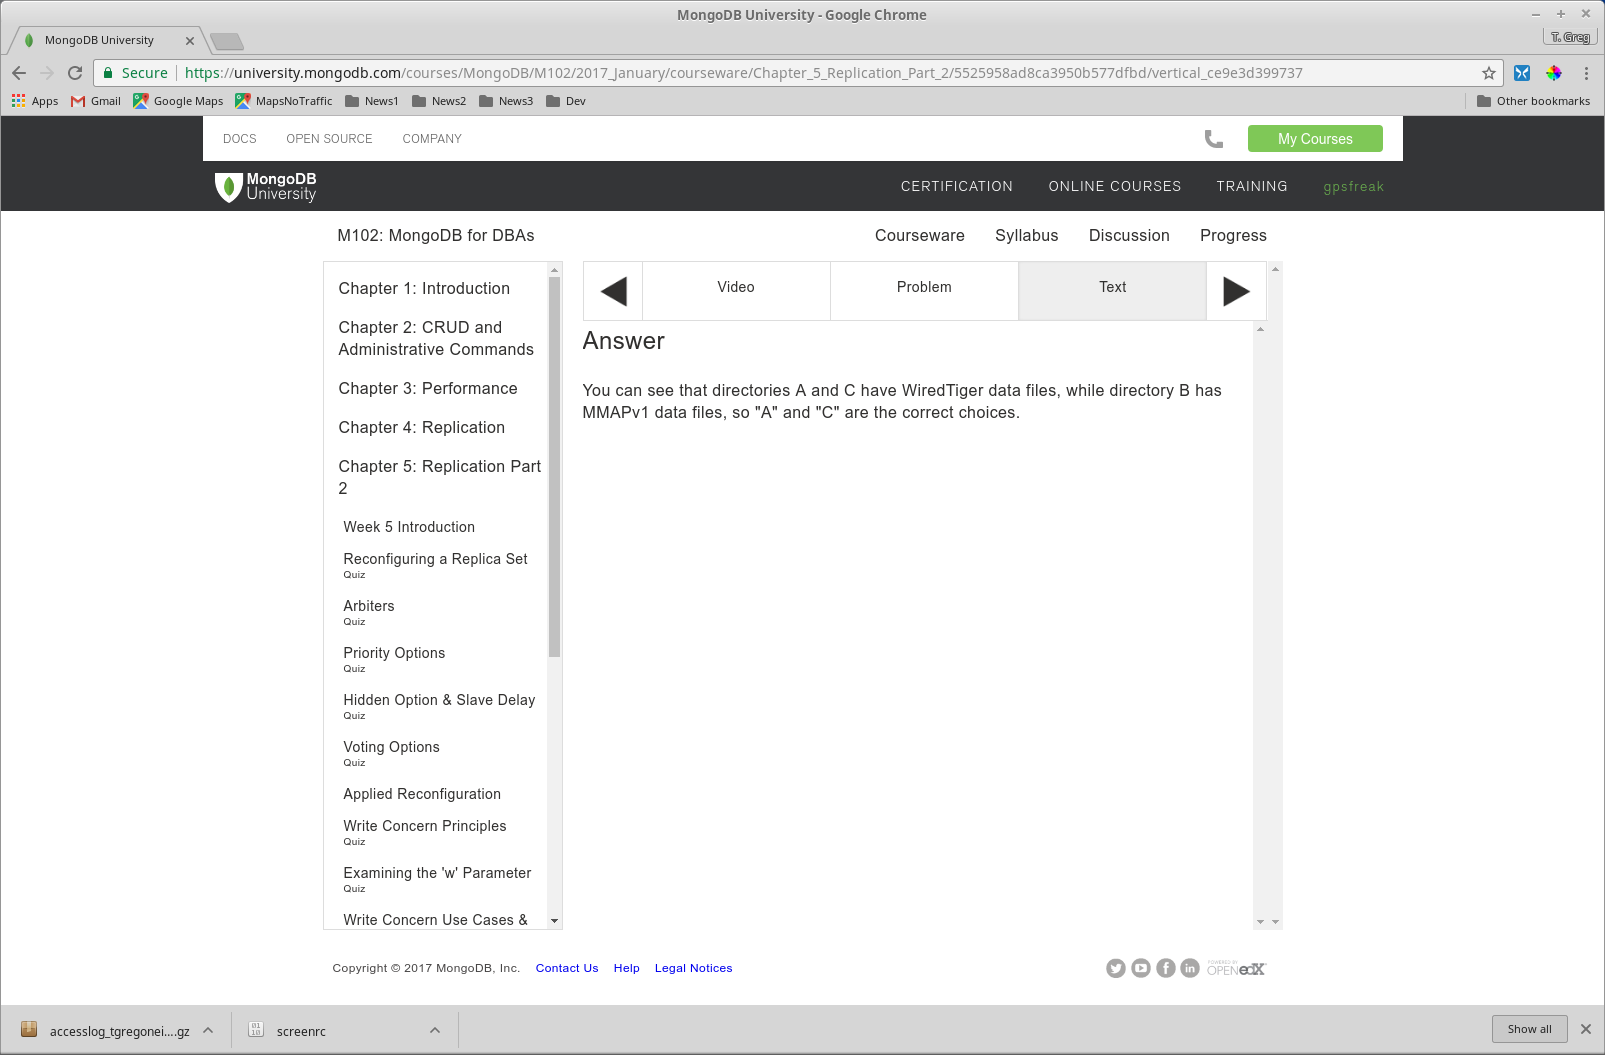 MongoDB University - Google Chrome
MongoDB University
T. Greg
Secure https://university.mongodb.com/courses/MongoDB/M102/2017_January/courseware/Chapter_5_Replication_Part_2/5525958ad8ca3950b577dfbd/vertical_ce9e3d399737
Apps Gmail Google Maps MapsNoTraffic News1 News2 News3 Dev Other bookmarks
DOCS OPEN SOURCE COMPANY My Courses
MongoDB
University
CERTIFICATION ONLINE COURSES TRAINING gpsfreak
M102: MongoDB for DBAs Courseware Syllabus Discussion Progress
Chapter 1: Introduction
Chapter 2: CRUD and
Administrative Commands
Chapter 3: Performance
Chapter 4: Replication
Chapter 5: Replication Part
2
Week 5 Introduction
Reconfiguring a Replica Set
Quiz
Arbiters
Quiz
Priority Options
Quiz
Hidden Option & Slave Delay
Quiz
Voting Options
Quiz
Applied Reconfiguration
Write Concern Principles
Quiz
Examining the 'w' Parameter
Quiz
Write Concern Use Cases &
Video Problem Text
Answer
You can see that directories A and C have WiredTiger data files, while directory B has
MMAPv1 data files, so "A" and "C" are the correct choices.
Copyright © 2017 MongoDB, Inc. Contact Us Help Legal Notices
POWERED BY
OPEN edX
accesslog_tgregonei....gz screenrc Show all